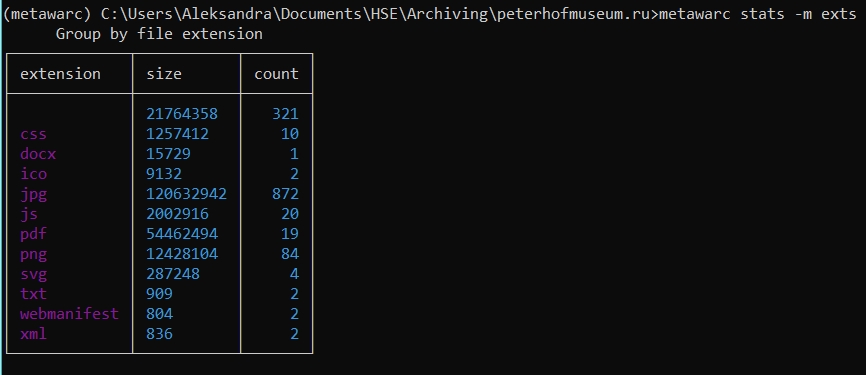 (metawarc) C:\Users\Aleksandra\Documents\HSE\Archiving\peterhofmuseum.ru>metawarc stats -m exts
Group by file extension
extension size count
21764358 321
css 1257412 10
docx 15729 1
ico 9132 2
jpg 120632942 872
js 2002916 20
pdf 54462494 19
png 12428104 84
svg 287248 4
txt 909 2
webmanifest 804 2
xml 836 2